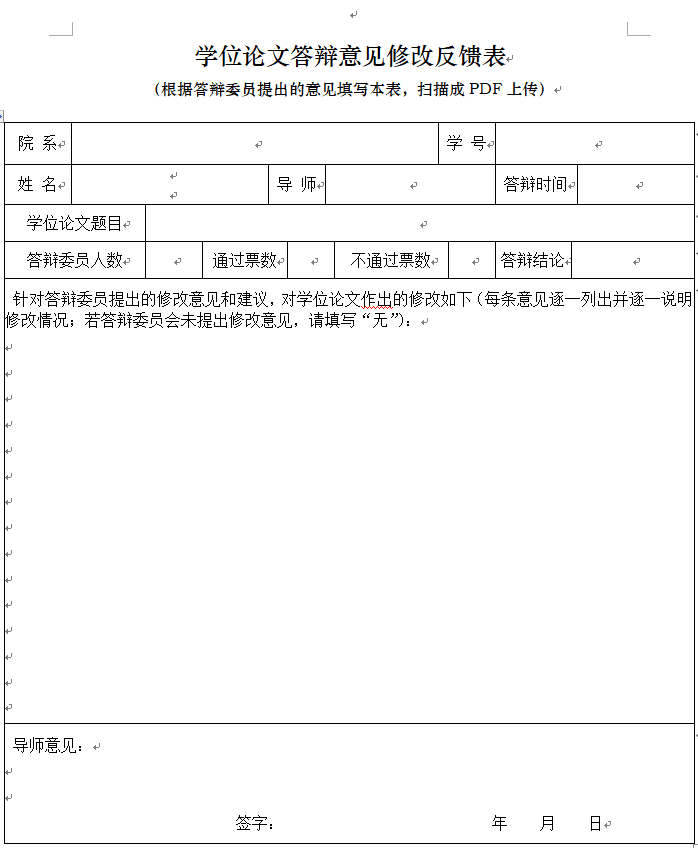 学位论文答辩意见修改反馈表
（根据答辩委员提出的意见填写本表，扫描成 PDF 上传）
院 系 学 号
姓 名 导 师 答辩时间
学位论文题目
答辩委员人数 通过票数 不通过票数 答辩结论
针对答辩委员提出的修改意见和建议，对学位论文作出的修改如下（每条意见逐一列出并逐一说明
修改情况；若答辩委员会未提出修改意见，请填写“无”）：
导师意见：
签字： 年 月 日